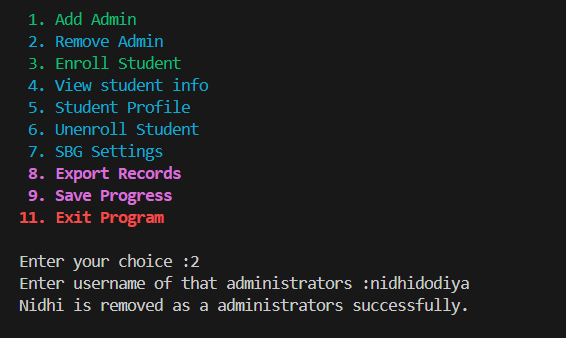 1. Add Admin
2. Remove Admin
3. Enroll Student
4. View student info
5. Student Profile
6. Unenroll Student
7. SBG Settings
8. Export Records
9. Save Progress
11. Exit Program
Enter your choice :2
Enter username of that administrators :nidhidodiya
Nidhi is removed as a administrators successfully.